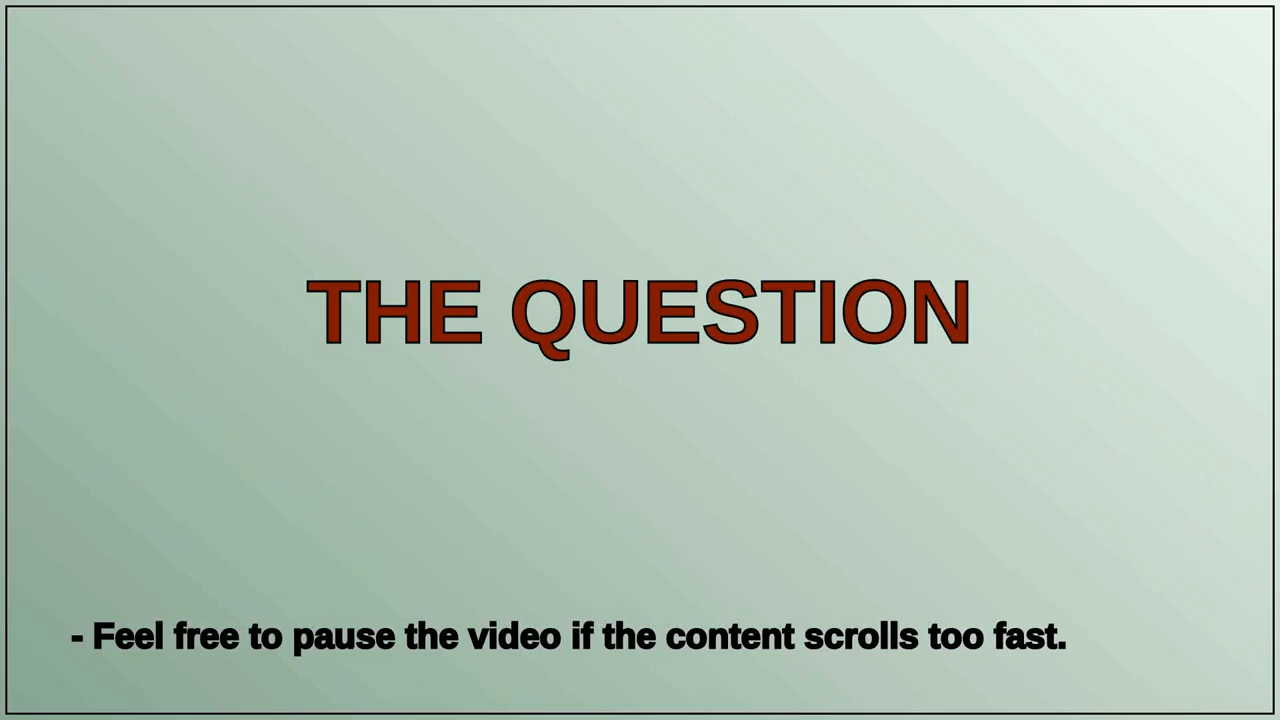 THE QUESTION
- Feel free to pause the video if the content scrolls too fast.